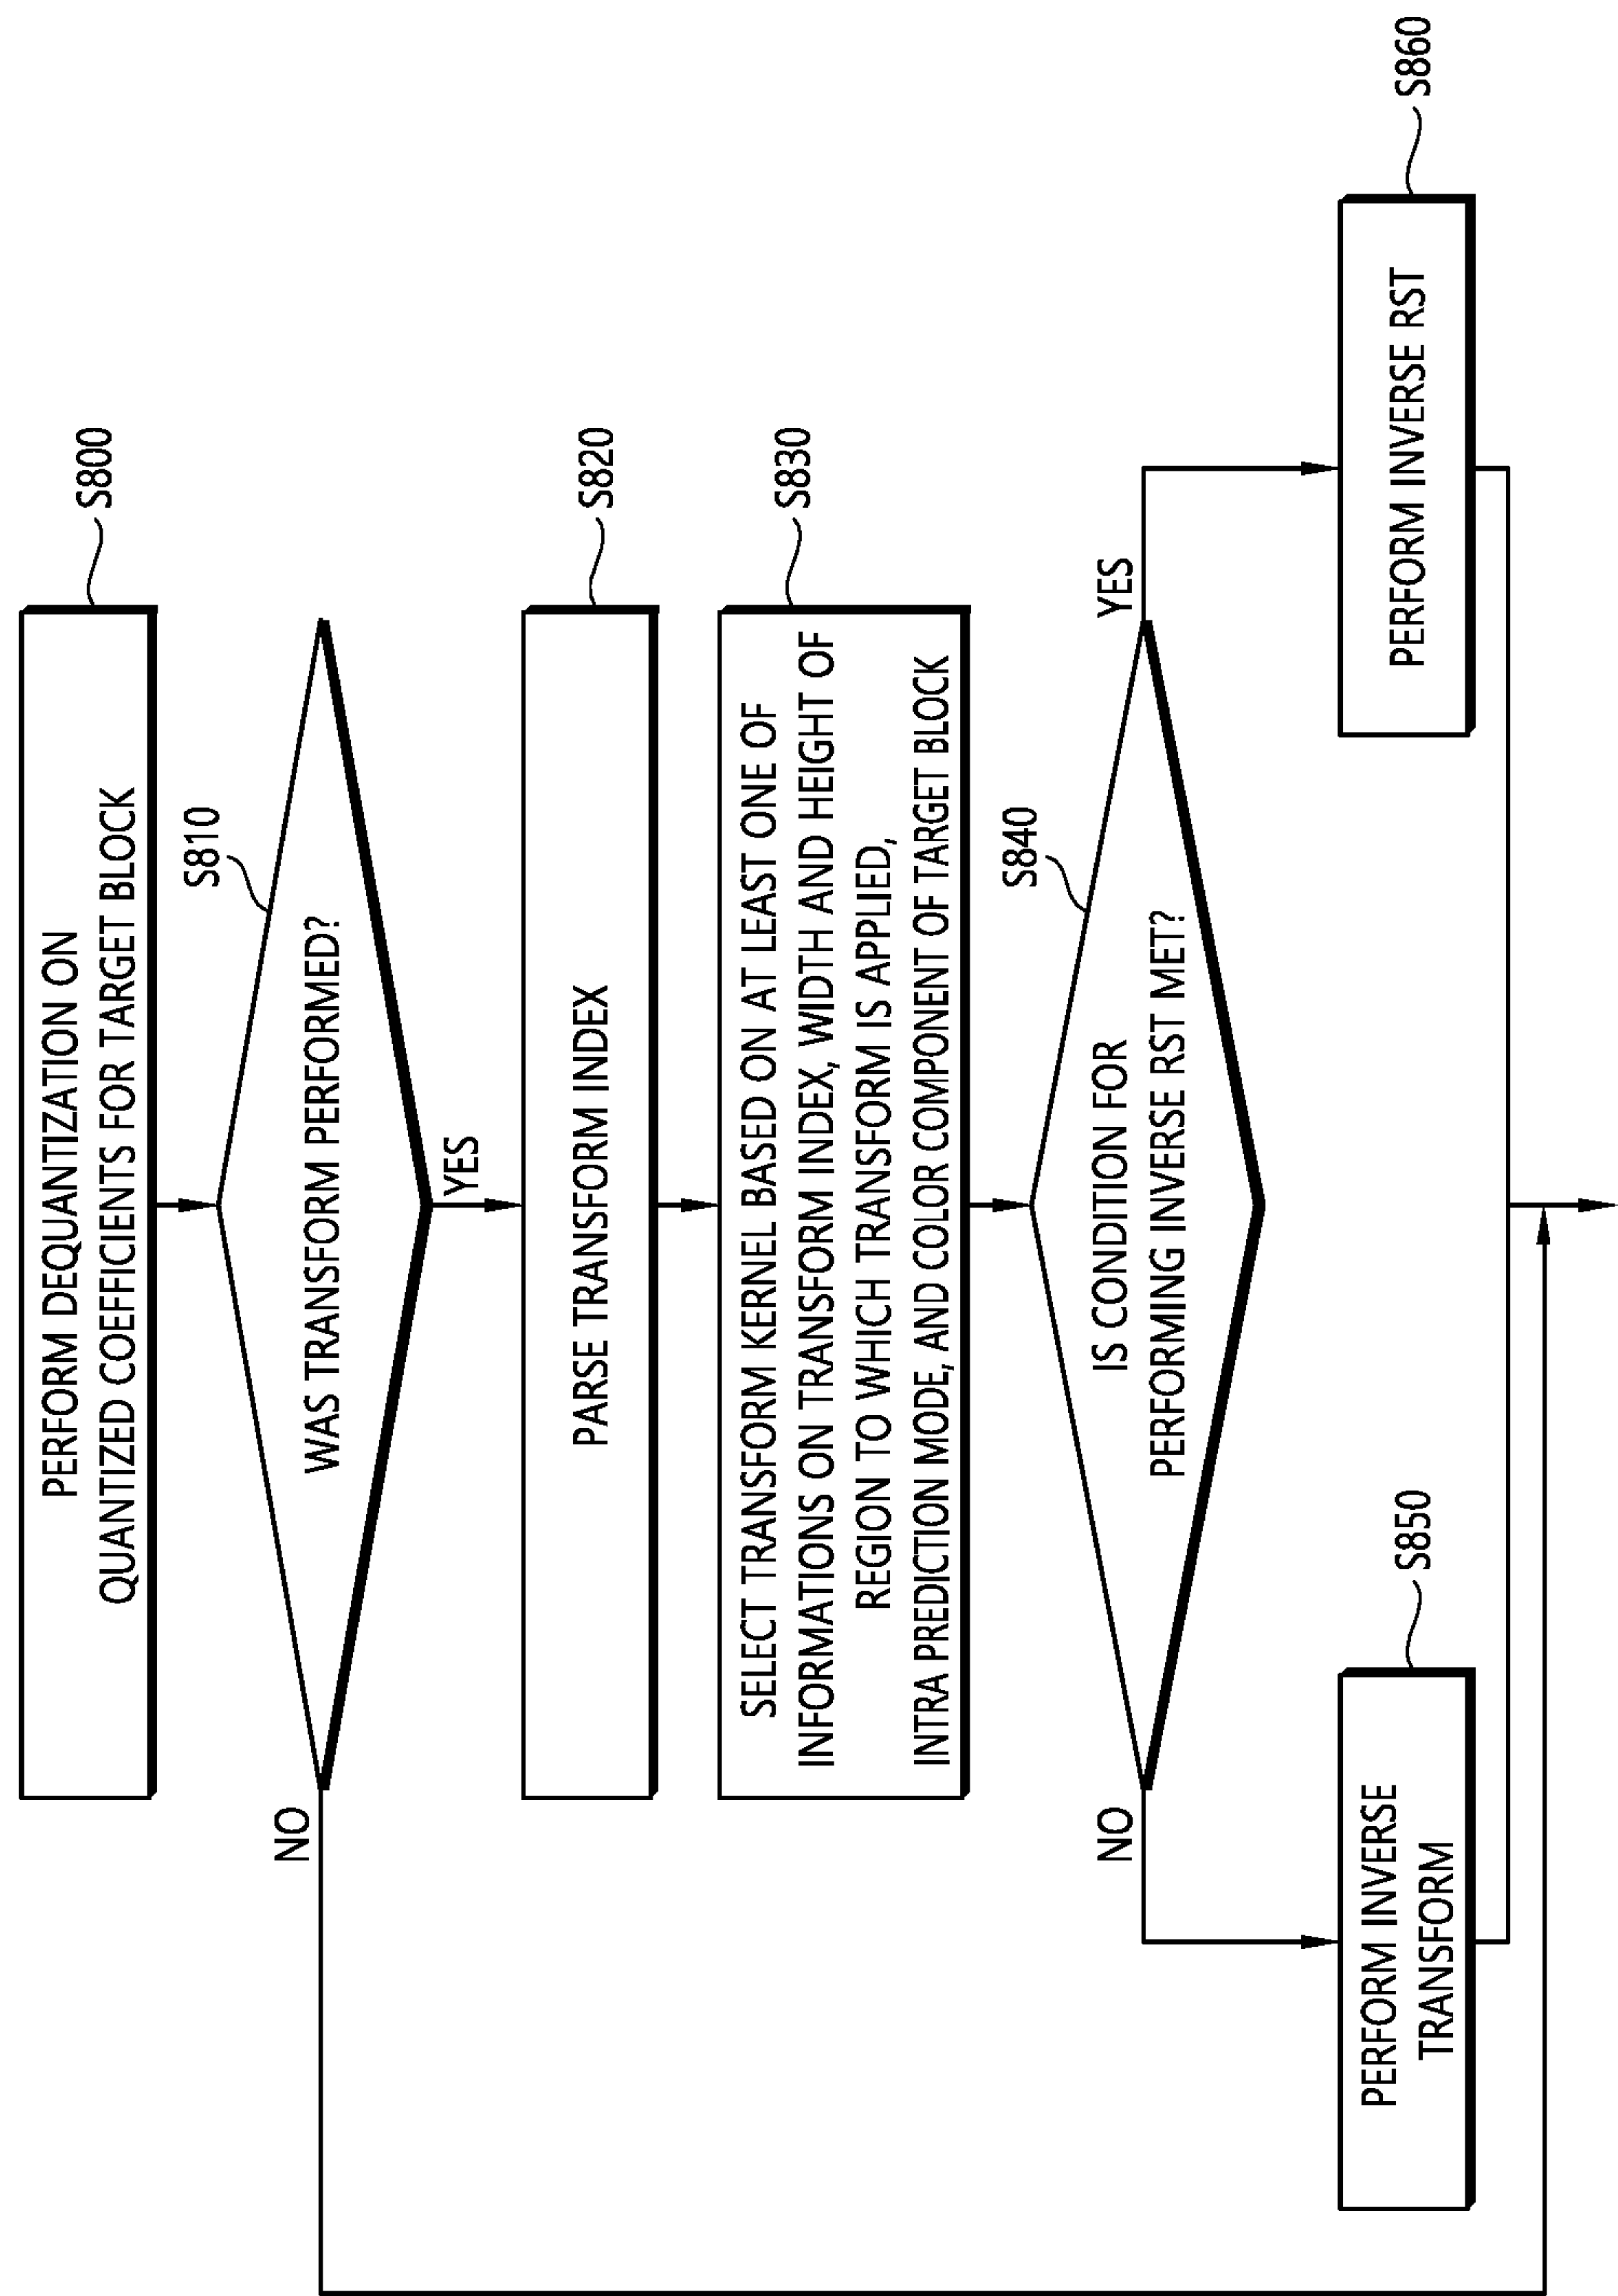 PERFORM DEQUANTIZATION ON
QUANTIZED COEFFICIENTS FOR TARGET BLOCK
S800
S810
WAS TRANSFORM PERFORMED?
NO
YES
PARSE TRANSFORM INDEX
S820
SELECT TRANSFORM KERNEL BASED ON AT LEAST ONE OF
INFORMATIONS ON TRANSFORM INDEX, WIDTH AND HEIGHT OF
REGION TO WHICH TRANSFORM IS APPLIED,
INTRA PREDICTION MODE, AND COLOR COMPONENT OF TARGET BLOCK
S830
S840
IS CONDITION FOR
PERFORMING INVERSE RST MET?
NO
YES
PERFORM INVERSE
TRANSFORM
S850
PERFORM INVERSE RST
S860